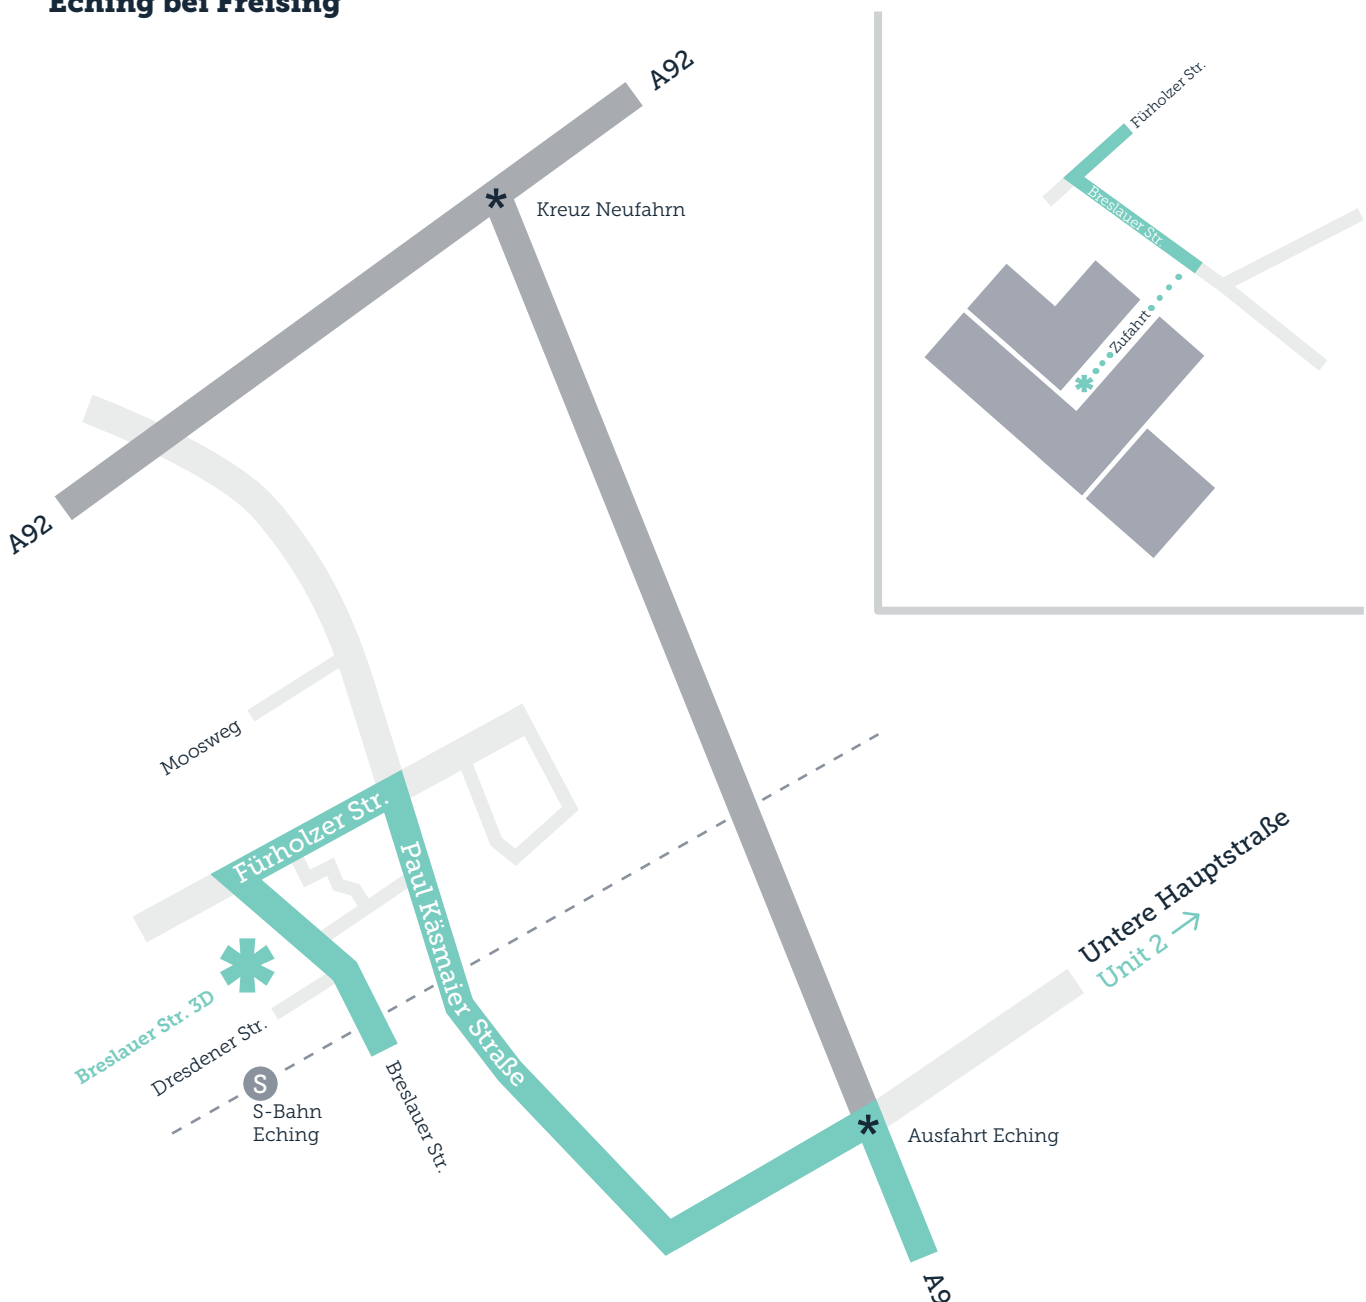 Eching bei Freising
A92
Kreuz Neufahrn
Fürholzer Str.
Breslauer Str.
Zufahrt
A92
Moosweg
Fürholzer Str.
Paul Käsmaier Straße
Untere Hauptstraße
Unit 2
Breslauer Str. 3D
Dresdener Str.
S
S-Bahn
Eching
Breslauer Str.
Ausfahrt Eching
A9